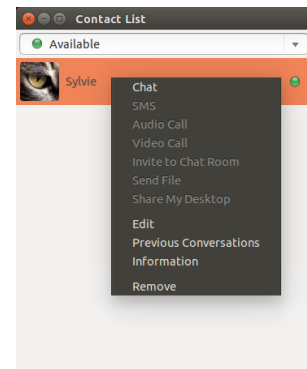 Contact List
Available
Sylvie
Chat
SMS
Audio Call
Video Call
Invite to Chat Room
Send File
Share My Desktop
Edit
Previous Conversations
Information
Remove